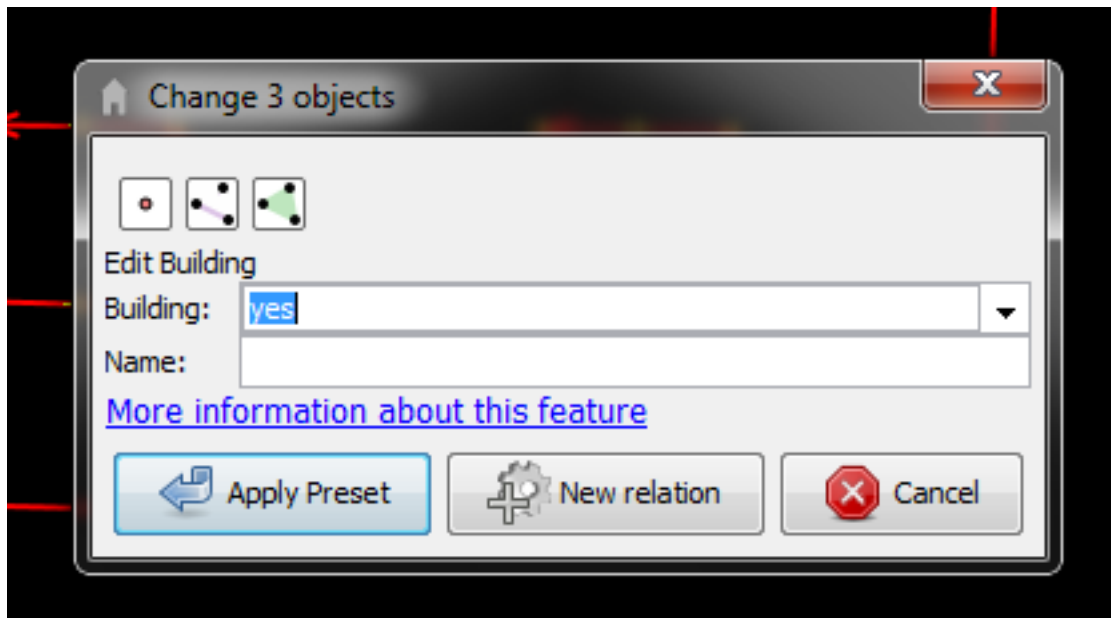 Change 3 objects
Edit Building
Building: yes
Name:
More information about this feature
Apply Preset New relation Cancel